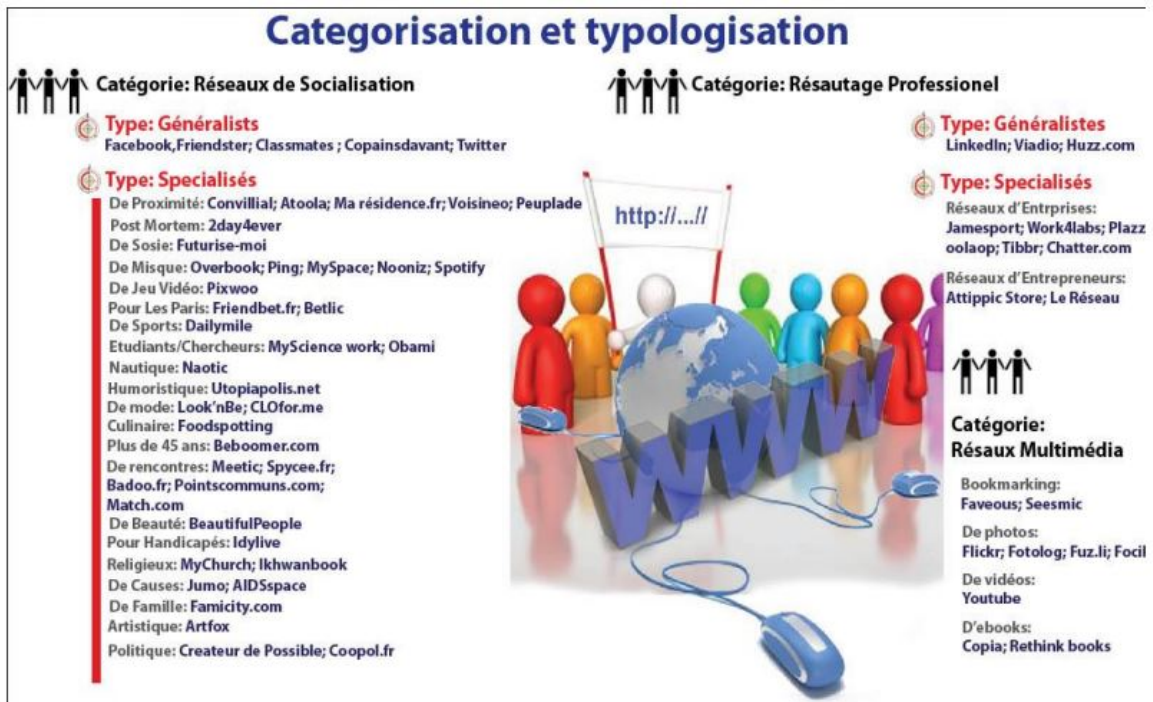 Categorisation et typologisation
Catégorie: Réseaux de Socialisation
Type: Généralists
Facebook,Friendster; Classmates ; Copainsdavant; Twitter
Type: Specialisés
De Proximité: Convillial; Atoola; Ma résidence.fr; Voisineo; Peuplade
Post Mortem: 2day4ever
De Sosie: Futurise-moi
De Misque: Overbook; Ping; MySpace; Nooniz; Spotify
De Jeu Vidéo: Pixwoo
Pour Les Paris: Friendbet.fr; Betlic
De Sports: Dailymile
Etudiants/Chercheurs: MyScience work; Obami
Nautique: Naotic
Humoristique: Utopiapolis.net
De mode: Look'nBe; CLOfor.me
Culinaire: Foodspotting
Plus de 45 ans: Beboomer.com
De rencontres: Meetic; Spycee.fr;
Badoo.fr; Pointscommuns.com;
Match.com
De Beauté: BeautifulPeople
Pour Handicapés: Idylive
Religieux: MyChurch; Ikhwanbook
De Causes: Jumo; AIDSspace
De Famille: Famicity.com
Artistique: Artfox
Politique: Createur de Possible; Coopol.fr
http://...//
WWW
Catégorie: Résautage Professionel
Type: Généralistes
LinkedIn; Viadio; Huzz.com
Type: Specialisés
Réseaux d'Entrprises:
Jamesport; Work4labs; Plazz
oolaop; Tibbr; Chatter.com
Réseaux d'Entrepreneurs:
Attippic Store; Le Réseau
Catégorie:
Résaux Multimédia
Bookmarking:
Faveous; Seesmic
De photos:
Flickr; Fotolog; Fuz.li; Focil
De vidéos:
Youtube
D'ebooks:
Copia; Rethink books